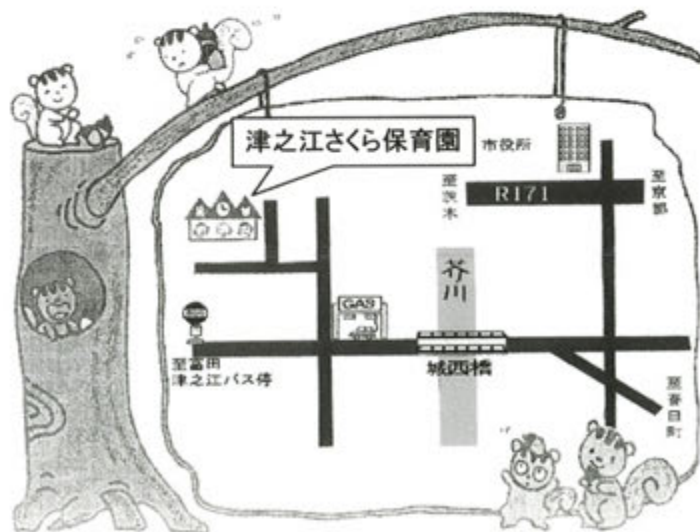 津之江さくら保育園
市役所
至茨木
R171
至京都
芥川
GAS
城西橋
至富田
津之江バス停
至春日町